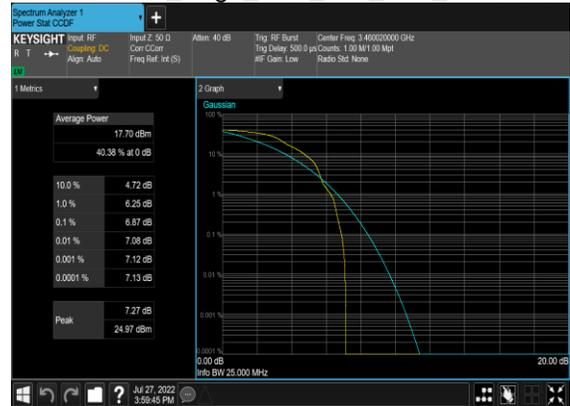 Spectrum Analyzer 1
Power Stat CCDF
+
KEYSIGHT Input: RF Input Z: 50 Ω Atten: 40 dB Trig: RF Burst Center Freq: 3.460020000 GHz
R T Coupling: DC Corr CCorr Trig Delay: 500.0 µs Counts: 1.00 M/1.00 Mpt
Align: Auto Freq Ref: Int (S) #IF Gain: Low Radio Std: None
1 Metrics
2 Graph
Average Power
17.70 dBm
40.38 % at 0 dB
10.0 % 4.72 dB
1.0 % 6.25 dB
0.1 % 6.87 dB
0.01 % 7.08 dB
0.001 % 7.12 dB
0.0001 % 7.13 dB
Peak 7.27 dB
24.97 dBm
Gaussian
100 %
10 %
1 %
0.1 %
0.01 %
0.001 %
0.0001 %
0.00 dB 20.00 dB
Info BW 25.000 MHz
? Jul 27, 2022
3:59:45 PM